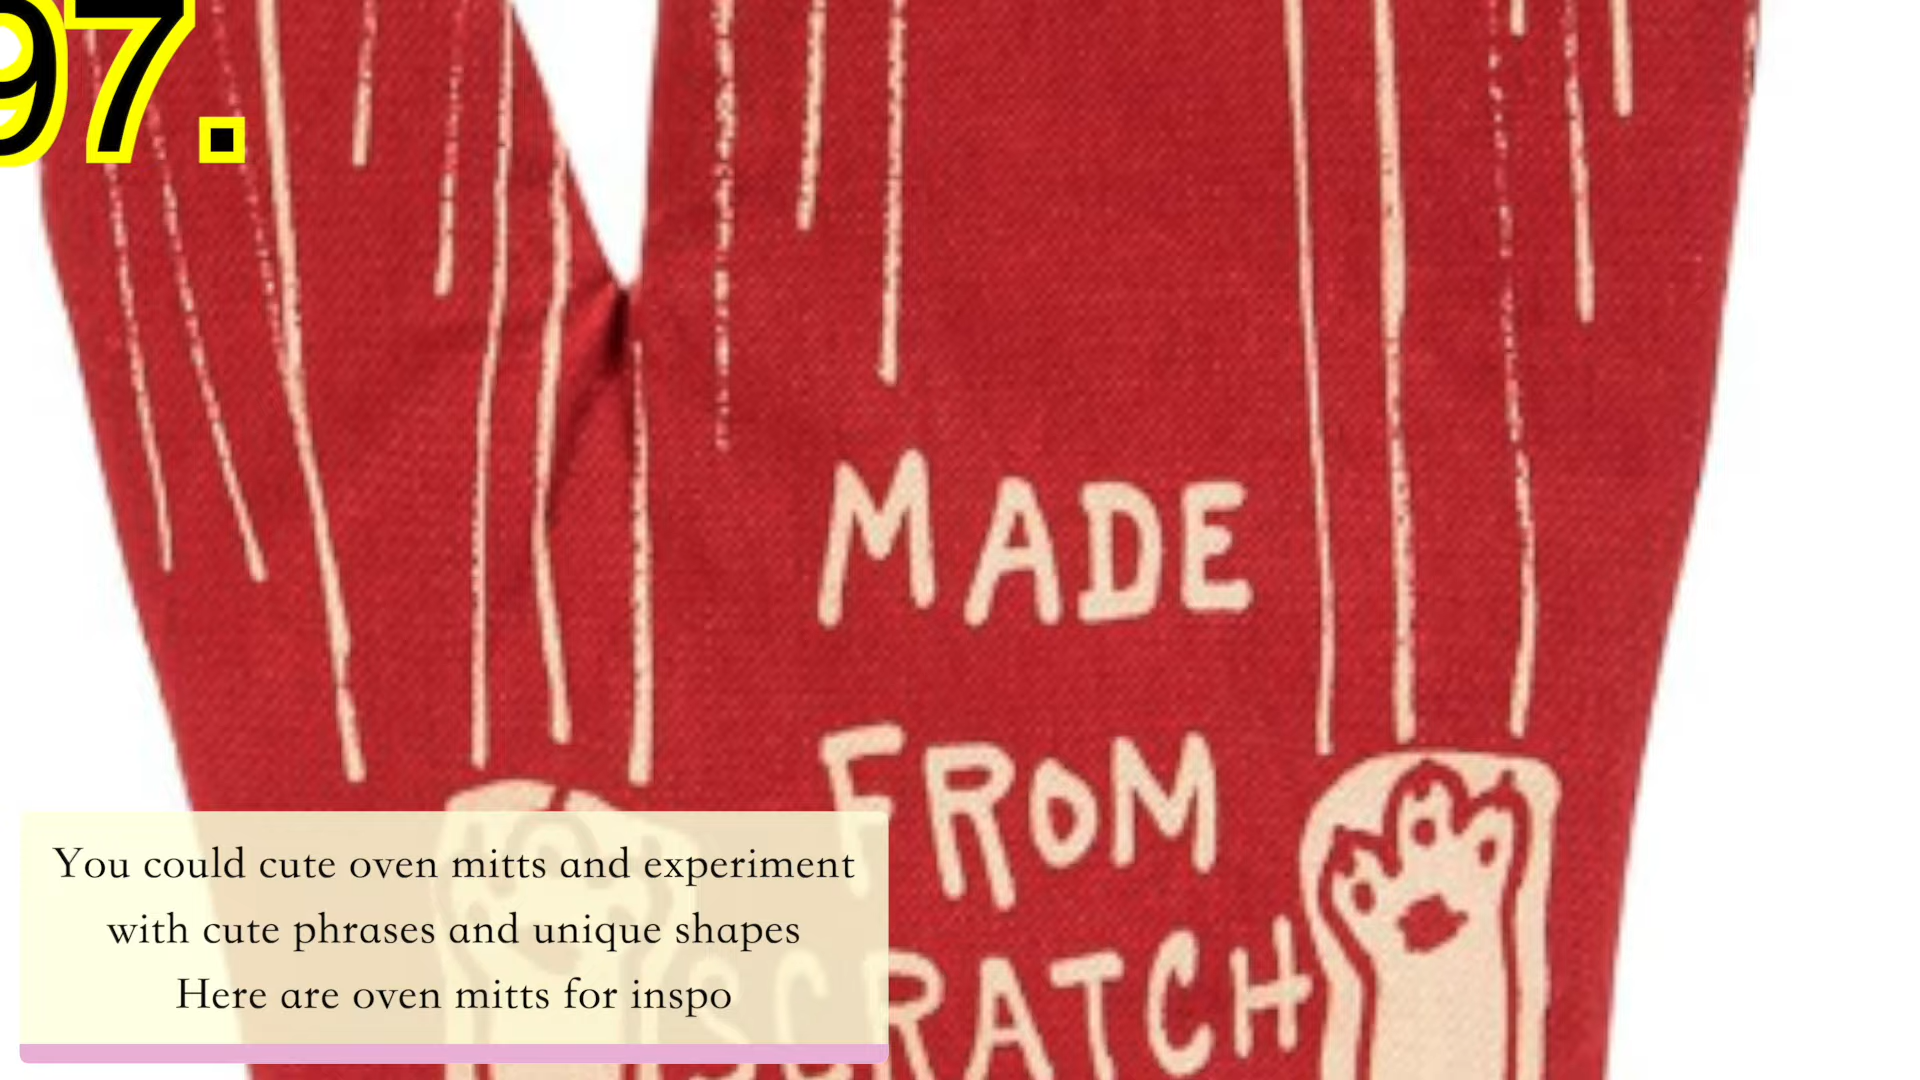 97.
MADE
FROM
SCRATCH
You could cute oven mitts and experiment
with cute phrases and unique shapes
Here are oven mitts for inspo